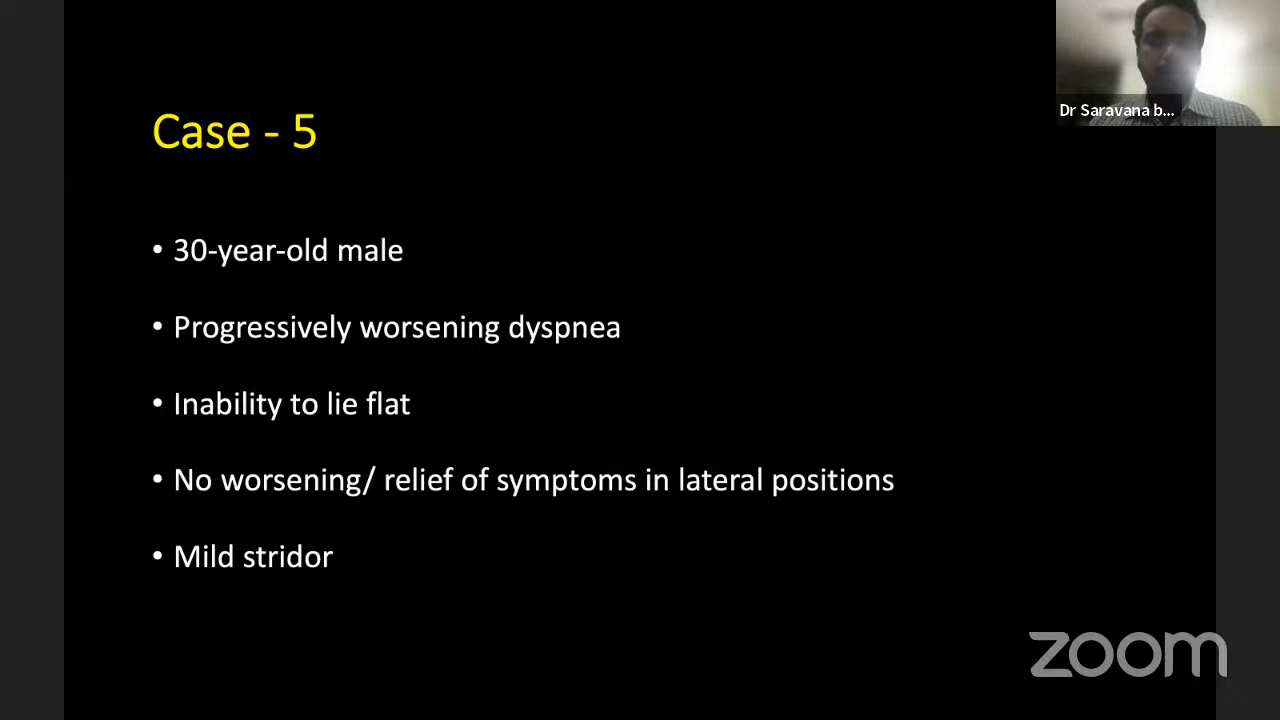 Dr Saravana b...
Case - 5
• 30-year-old male
• Progressively worsening dyspnea
• Inability to lie flat
• No worsening/ relief of symptoms in lateral positions
• Mild stridor
zoom